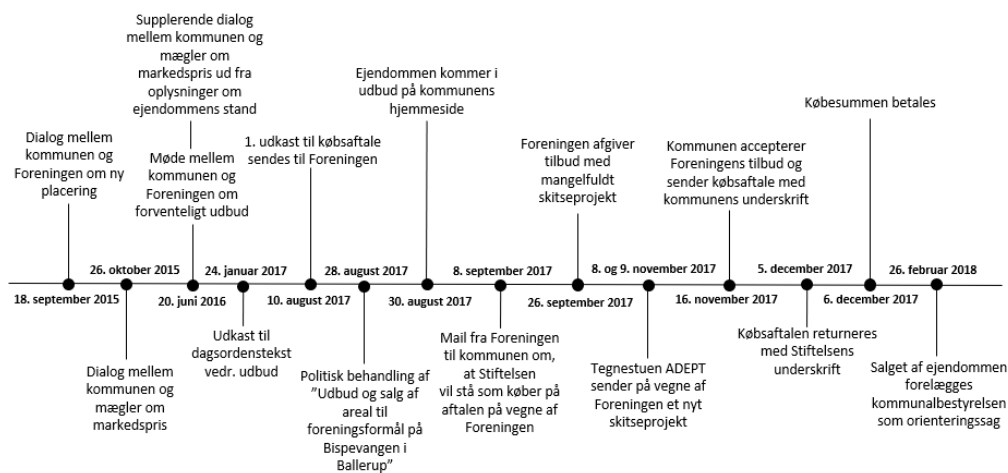 Supplerende dialog
mellem kommunen og
mægler om
markedspris ud fra
oplysninger om
ejendommens stand
Ejendommen kommer i
udbud på kommunens
hjemmeside
Købesummen betales
Dialog mellem
kommunen og
Foreningen om ny
placering
Møde mellem
kommunen og
Foreningen om
forventeligt udbud
1. udkast til købsaftale
sendes til Foreningen
Foreningen afgiver
tilbud med
mangelfuldt
skitseprojekt
Kommunen accepterer
Foreningens tilbud og
sender købsaftale med
kommunens
underskrift
26. oktober 2015
24. januar 2017
28. august 2017
8. september 2017
8. og 9. november 2017
5. december 2017
26. februar 2018
18. september 2015
20. juni 2016
10. august 2017
30. august 2017
26. september 2017
16. november 2017
6. december 2017
Dialog mellem
kommunen og
mægler om
markedspris
Udkast til
dagsordenstekst
vedr. udbud
Politisk behandling af
”Udbud og salg af
areal til
foreningsformål på
Bispevangen i
Ballerup”
Mail fra Foreningen
til kommunen om,
at Stiftelsen
vil stå som køber på
aftalen på vegne af
Foreningen
Tegnestuen ADEPT
sender på vegne af
Foreningen et nyt
skitseprojekt
Købsaftalen returneres
med Stiftelsens
underskrift
Salget af ejendommen
forelægges
kommunalbestyrelsen
som orienteringssag